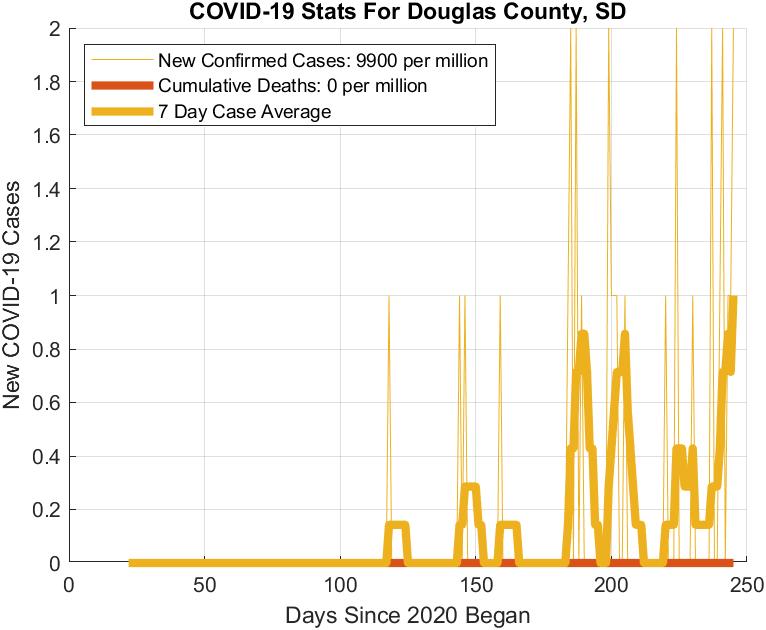 COVID-19 Stats For Douglas County, SD
New Confirmed Cases: 9900 per million
Cumulative Deaths: 0 per million
7 Day Case Average
New COVID-19 Cases
2
1.8
1.6
1.4
1.2
1
0.8
0.6
0.4
0.2
0
0 50 100 150 200 250
Days Since 2020 Began